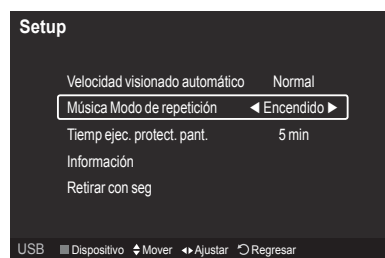 Setup
Velocidad visionado automático Normal
Música Modo de repetición ◀ Encendido ▶
Tiemp ejec. protect. pant. 5 min
Información
Retirar con seg
USB Dispositivo Mover Ajustar Regresar